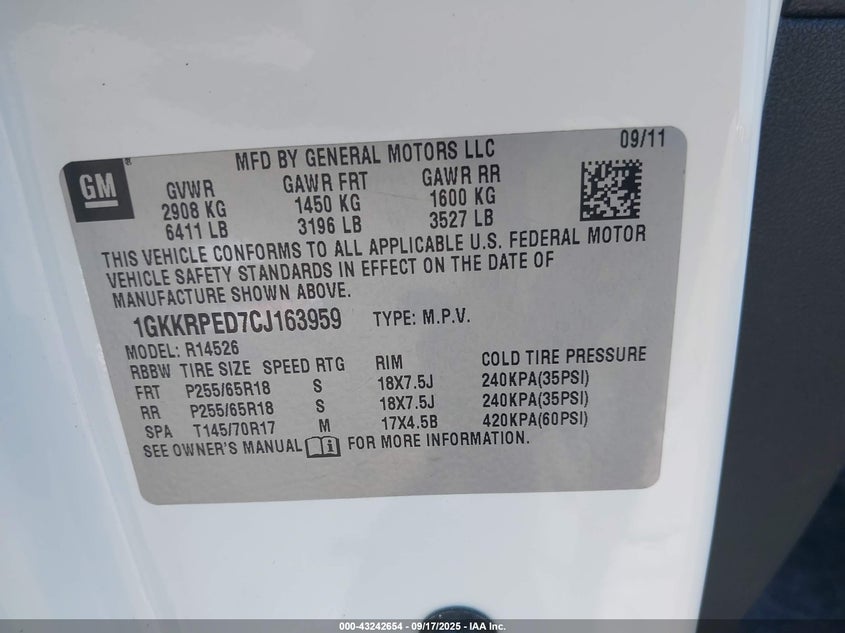 MFD BY GENERAL MOTORS LLC 09/11
GM
GVWR GAWR FRT GAWR RR
2908 KG 1450 KG 1600 KG
6411 LB 3196 LB 3527 LB
THIS VEHICLE CONFORMS TO ALL APPLICABLE U.S. FEDERAL MOTOR
VEHICLE SAFETY STANDARDS IN EFFECT ON THE DATE OF
MANUFACTURE SHOWN ABOVE.
1GKKRPED7CJ163959 TYPE: M.P.V.
MODEL: R14526
RBBW TIRE SIZE SPEED RTG RIM COLD TIRE PRESSURE
FRT P255/65R18 S 18X7.5J 240KPA(35PSI)
RR P255/65R18 S 18X7.5J 240KPA(35PSI)
SPA T145/70R17 M 17X4.5B 420KPA(60PSI)
SEE OWNER'S MANUAL FOR MORE INFORMATION.
000-43242654 - 09/17/2025 - IAA Inc.